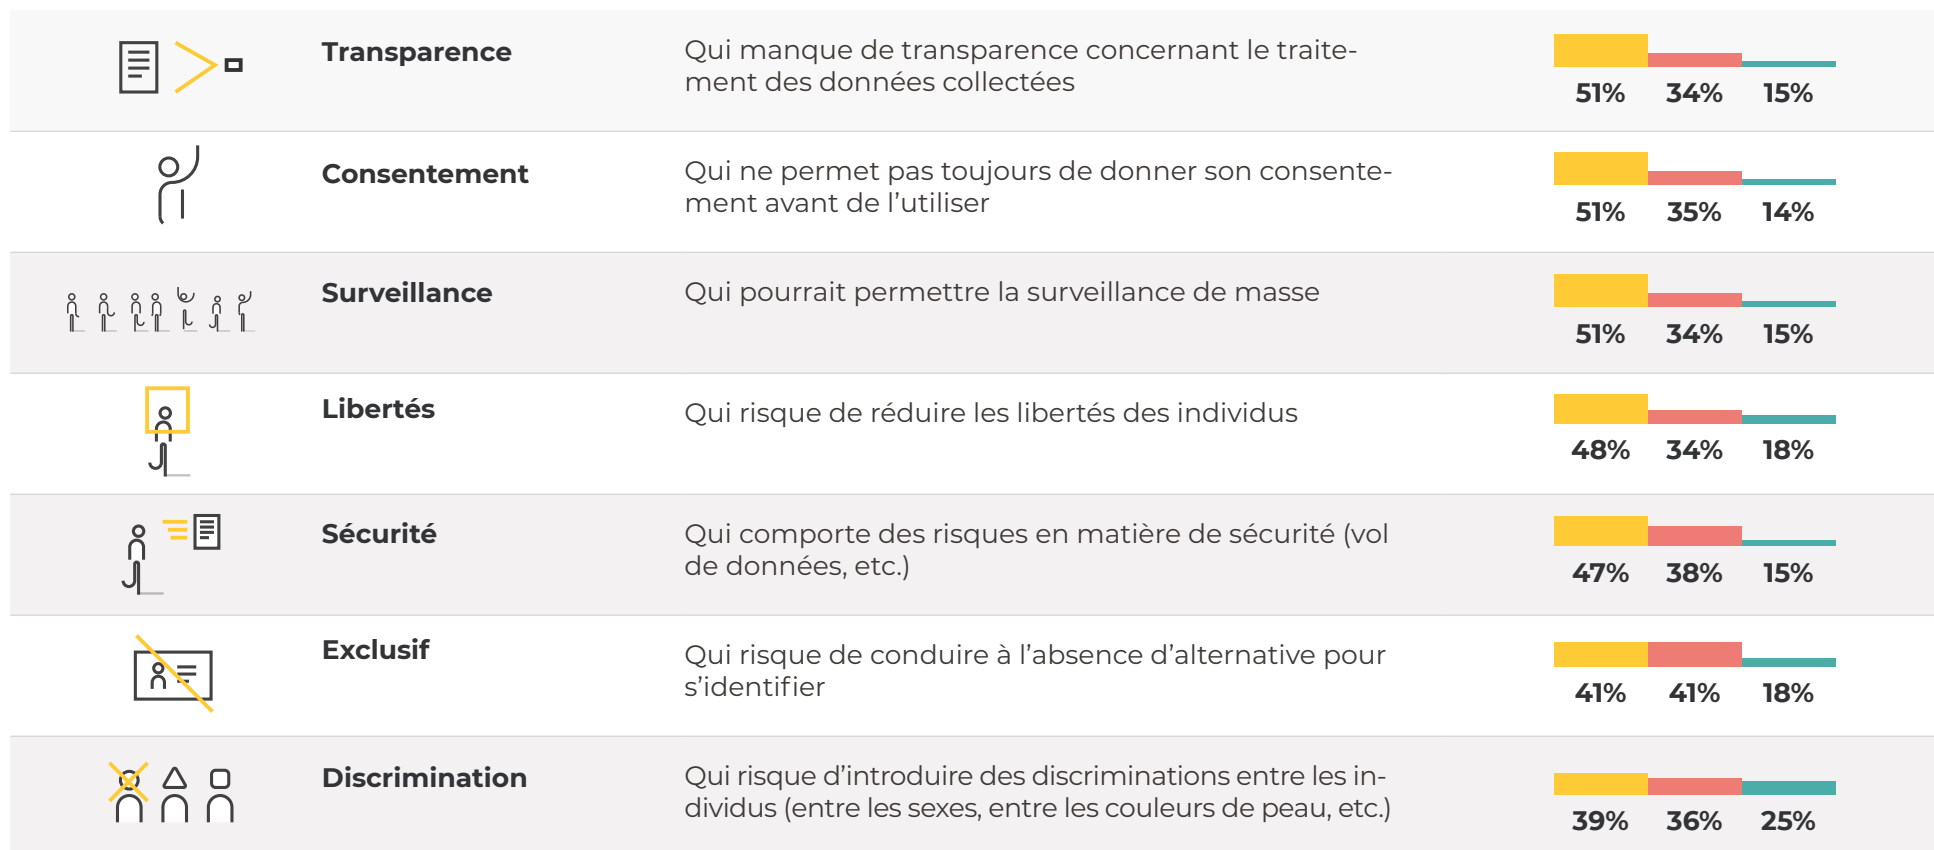 Transparence
Qui manque de transparence concernant le traite-
ment des données collectées
51% 34% 15%
Consentement
Qui ne permet pas toujours de donner son consente-
ment avant de l’utiliser
51% 35% 14%
Surveillance
Qui pourrait permettre la surveillance de masse
51% 34% 15%
Libertés
Qui risque de réduire les libertés des individus
48% 34% 18%
Sécurité
Qui comporte des risques en matière de sécurité (vol
de données, etc.)
47% 38% 15%
Exclusif
Qui risque de conduire à l’absence d’alternative pour
s’identifier
41% 41% 18%
Discrimination
Qui risque d’introduire des discriminations entre les in-
dividus (entre les sexes, entre les couleurs de peau, etc.)
39% 36% 25%